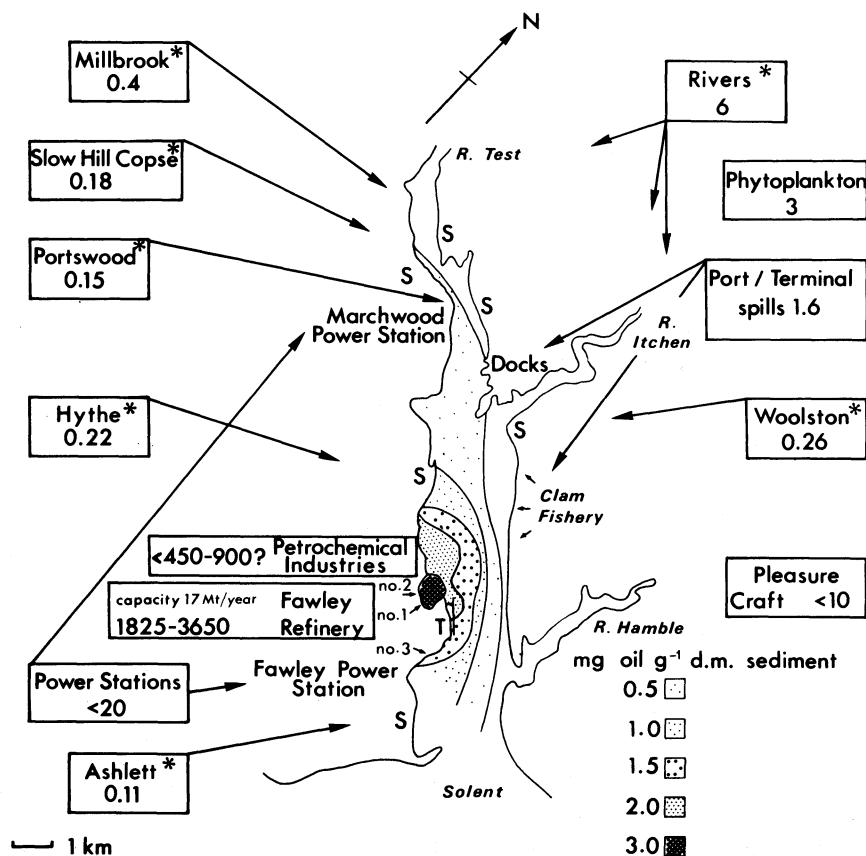 N
Millbrook*
0.4
Rivers *
6
R. Test
Slow Hill Copse*
0.18
Phytoplankton
3
S
Portswood*
0.15
S
S
Port / Terminal
spills 1.6
Marchwood
Power Station
R.
Itchen
Docks
Hythe*
0.22
Woolston*
0.26
S
S
Clam
Fishery
<450-900? Petrochemical
Industries
capacity 17 Mt/year Fawley
1825-3650 Refinery
no.2
no.1
T
no.3
Pleasure
Craft <10
R. Hamble
Power Stations
<20
Fawley Power
Station
S
mg oil g⁻¹ d.m. sediment
0.5
1.0
1.5
2.0
3.0
Ashlett *
0.11
Solent
1 km